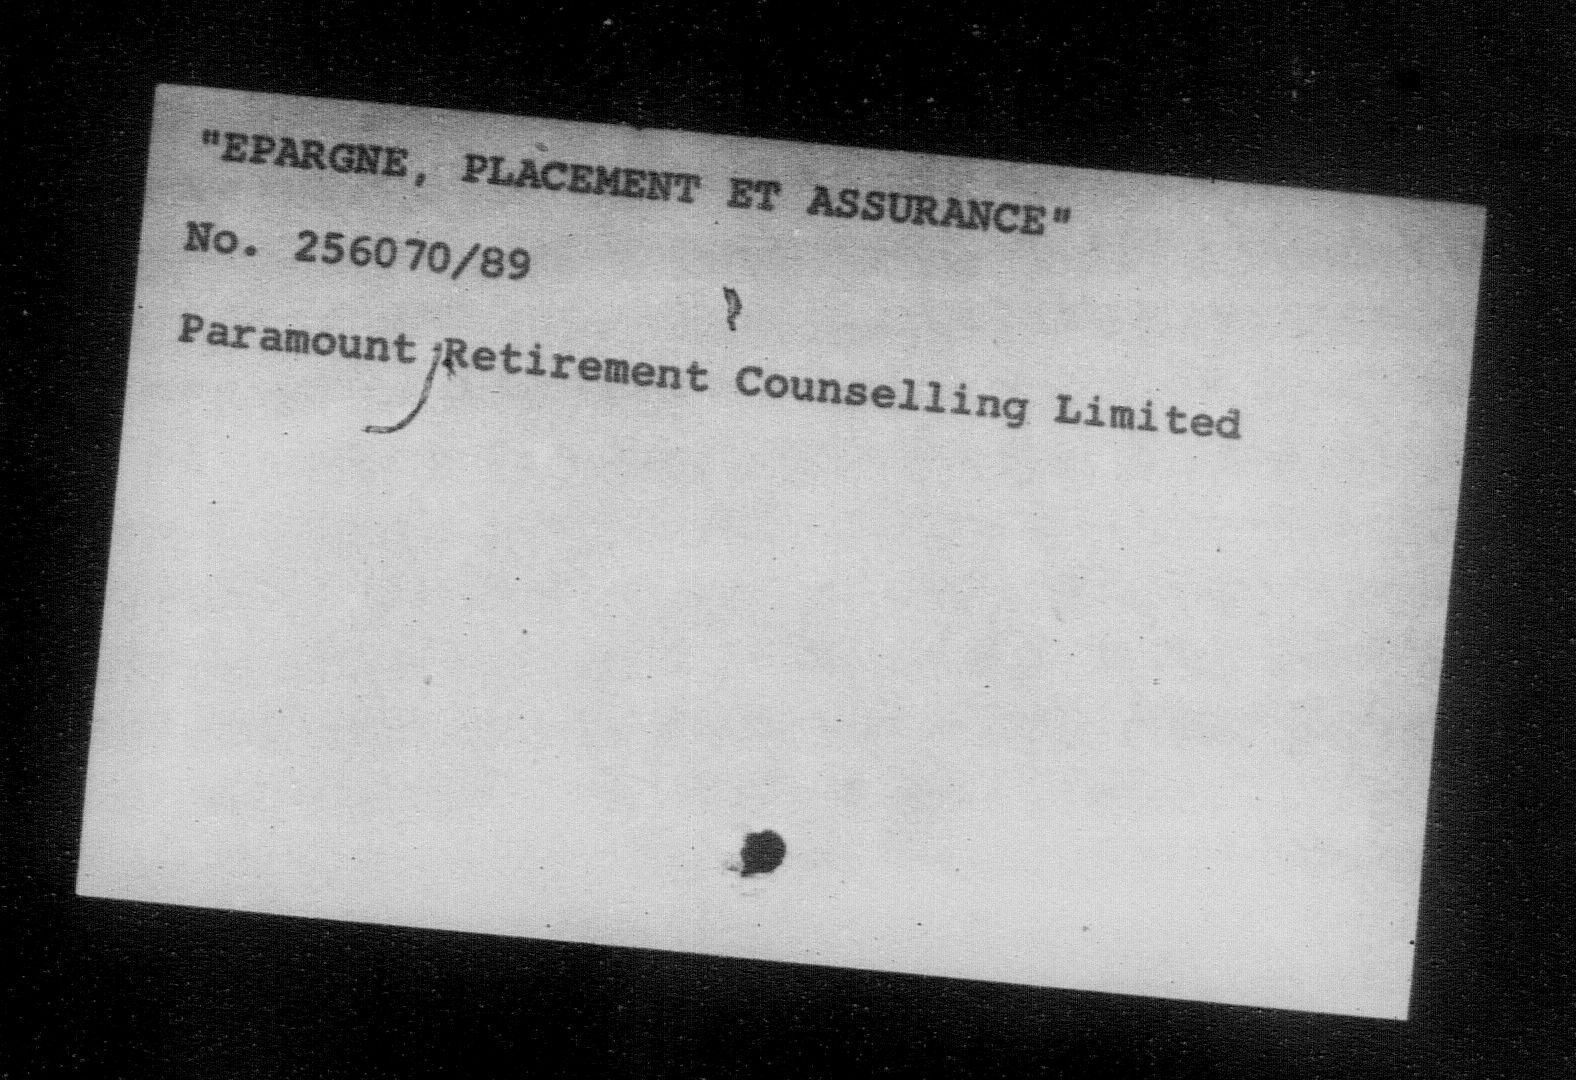 "EPARGNE, PLACEMENT ET ASSURANCE"
No. 256070/89
Paramount Retirement Counselling Limited